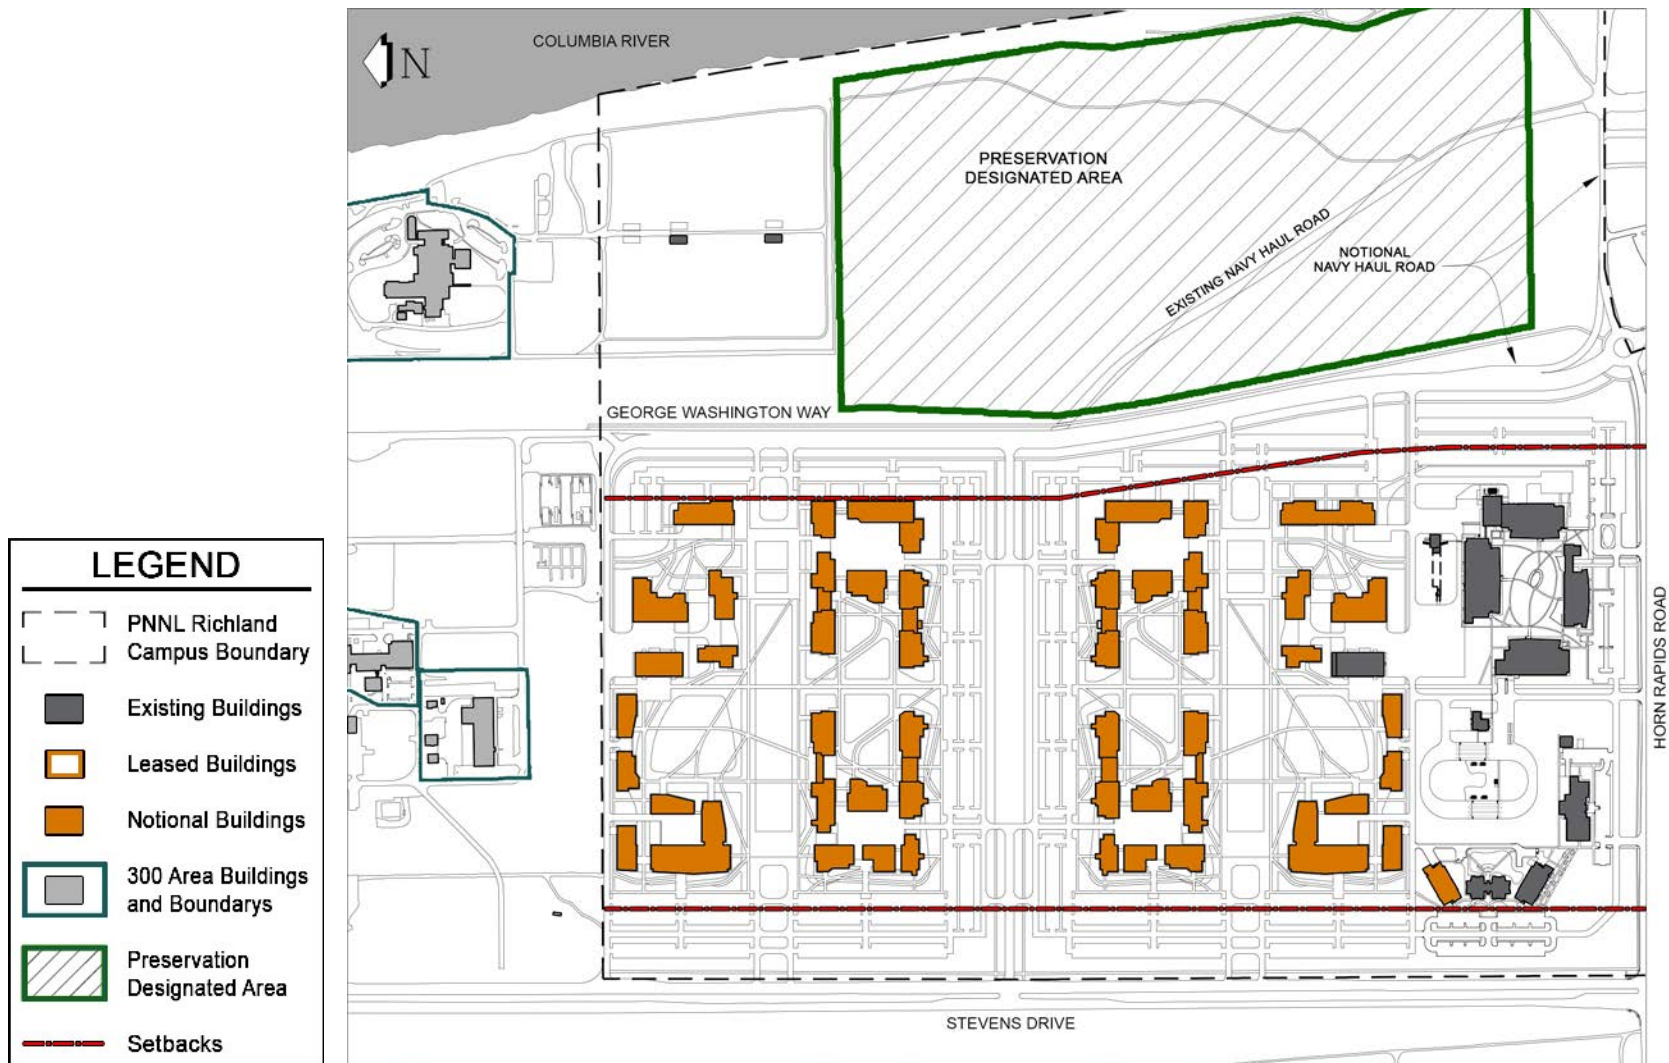 N
COLUMBIA RIVER
PRESERVATION
DESIGNATED AREA
EXISTING NAVY HAUL ROAD
NOTIONAL
NAVY HAUL ROAD
GEORGE WASHINGTON WAY
HORN RAPIDS ROAD
STEVENS DRIVE
LEGEND
PNNL Richland
Campus Boundary
Existing Buildings
Leased Buildings
Notional Buildings
300 Area Buildings
and Boundarys
Preservation
Designated Area
Setbacks